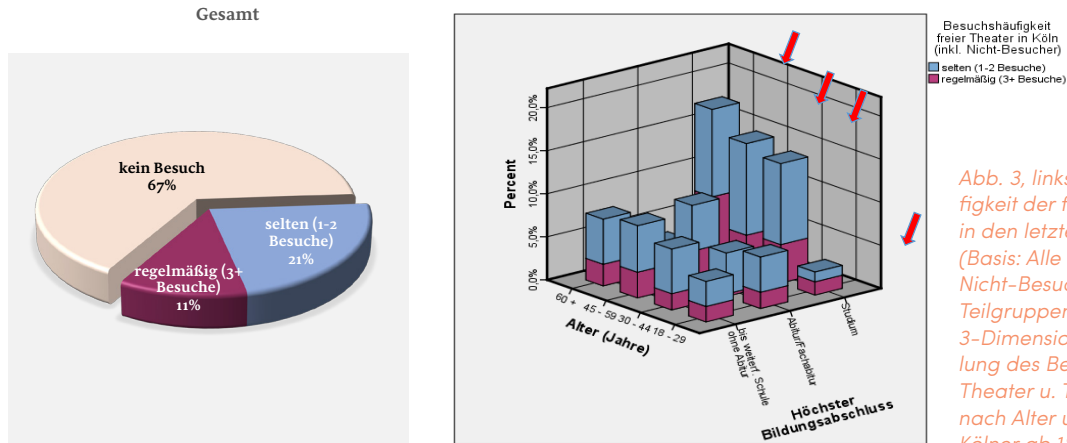 Gesamt
kein Besuch
67%
selten (1-2
Besuche)
21%
regelmäßig (3+
Besuche)
11%
Besuchshäufigkeit
freier Theater in Köln
(inkl. Nicht-Besucher)
selten (1-2 Besuche)
regelmäßig (3+ Besuche)
Percent
20,0%
15,0%
10,0%
5,0%
0,0%
60 +
45 - 59
30 - 44
18 - 29
Alter (Jahre)
bis weiterf. Schule
ohne Abitur
Abitur/Fachabitur
Studium
Höchster
Bildungsabschluss
Abb. 3, links
figkeit der f
in den letzte
(Basis: Alle
Nicht-Besuc
Teilgruppen
3-Dimensio
lung des Be
Theater u. T
nach Alter u